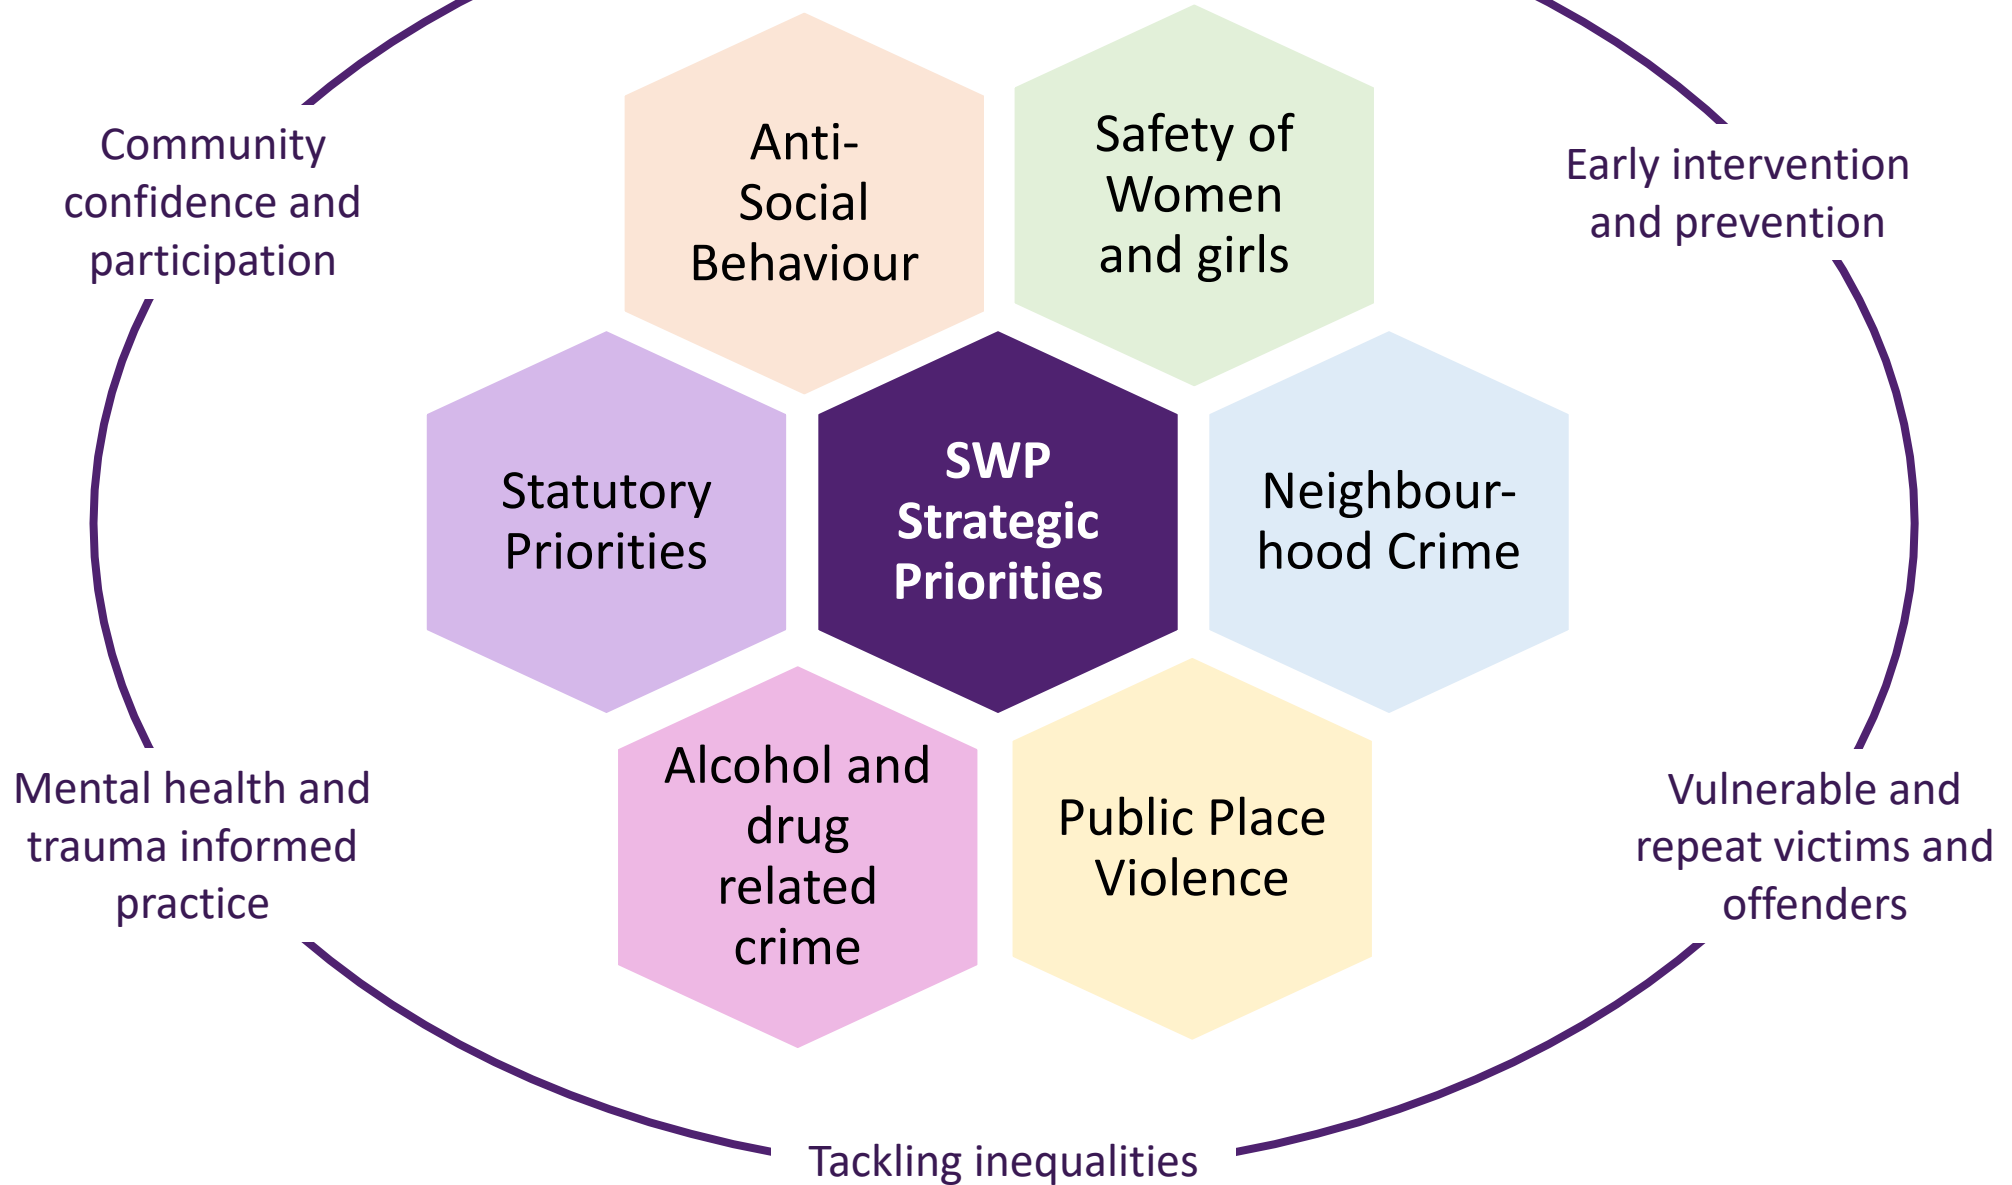 Community
confidence and
participation
Anti-
Social
Behaviour
Safety of
Women
and girls
Early intervention
and prevention
Statutory
Priorities
SWP
Strategic
Priorities
Neighbour-
hood Crime
Mental health and
trauma informed
practice
Alcohol and
drug
related
crime
Public Place
Violence
Vulnerable and
repeat victims and
offenders
Tackling inequalities